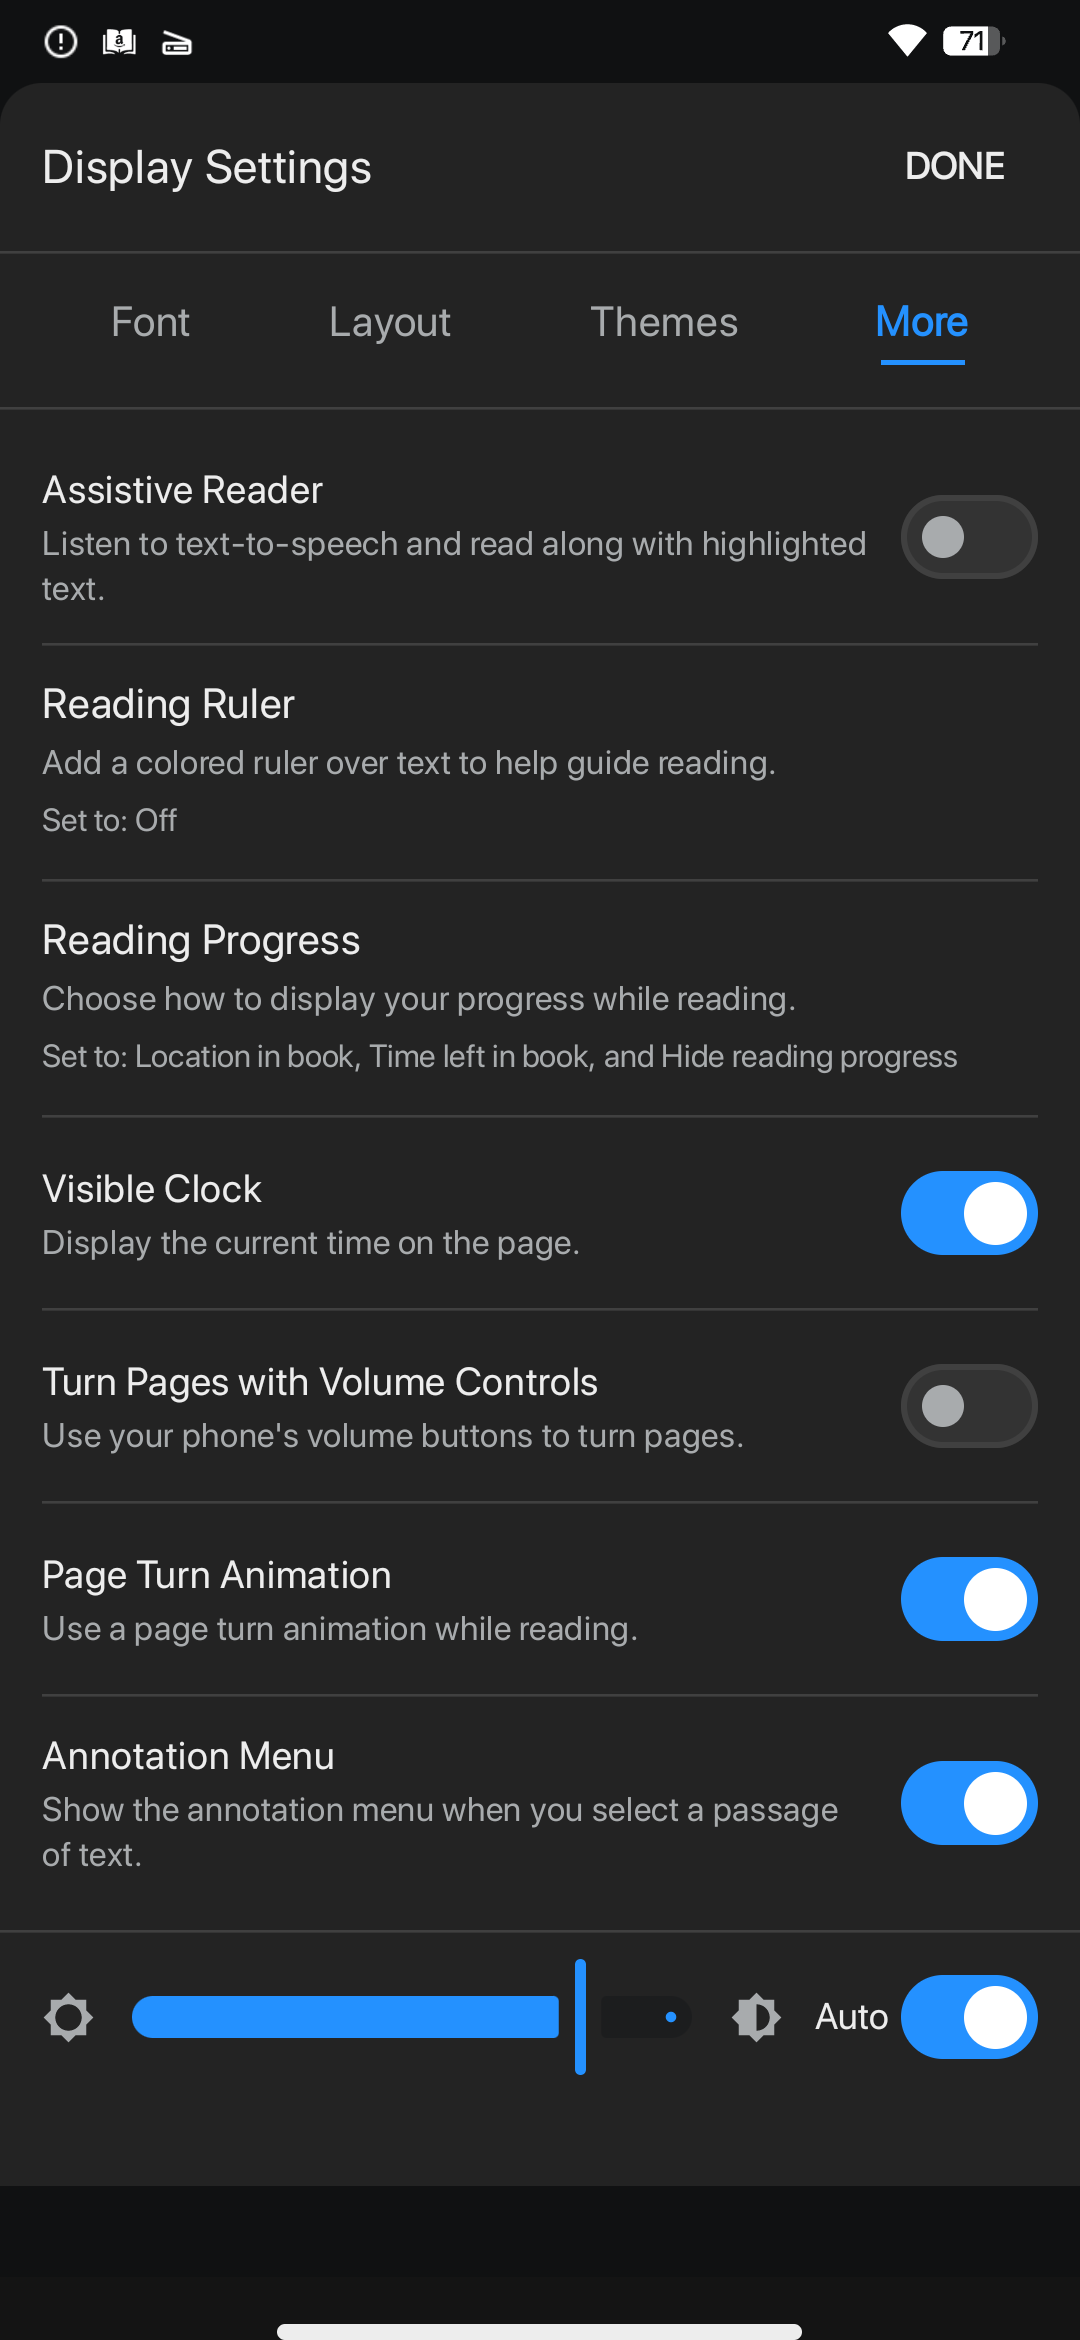 71
Display Settings
DONE
Font Layout Themes More
Assistive Reader
Listen to text-to-speech and read along with highlighted
text.
Reading Ruler
Add a colored ruler over text to help guide reading.
Set to: Off
Reading Progress
Choose how to display your progress while reading.
Set to: Location in book, Time left in book, and Hide reading progress
Visible Clock
Display the current time on the page.
Turn Pages with Volume Controls
Use your phone's volume buttons to turn pages.
Page Turn Animation
Use a page turn animation while reading.
Annotation Menu
Show the annotation menu when you select a passage
of text.
Auto